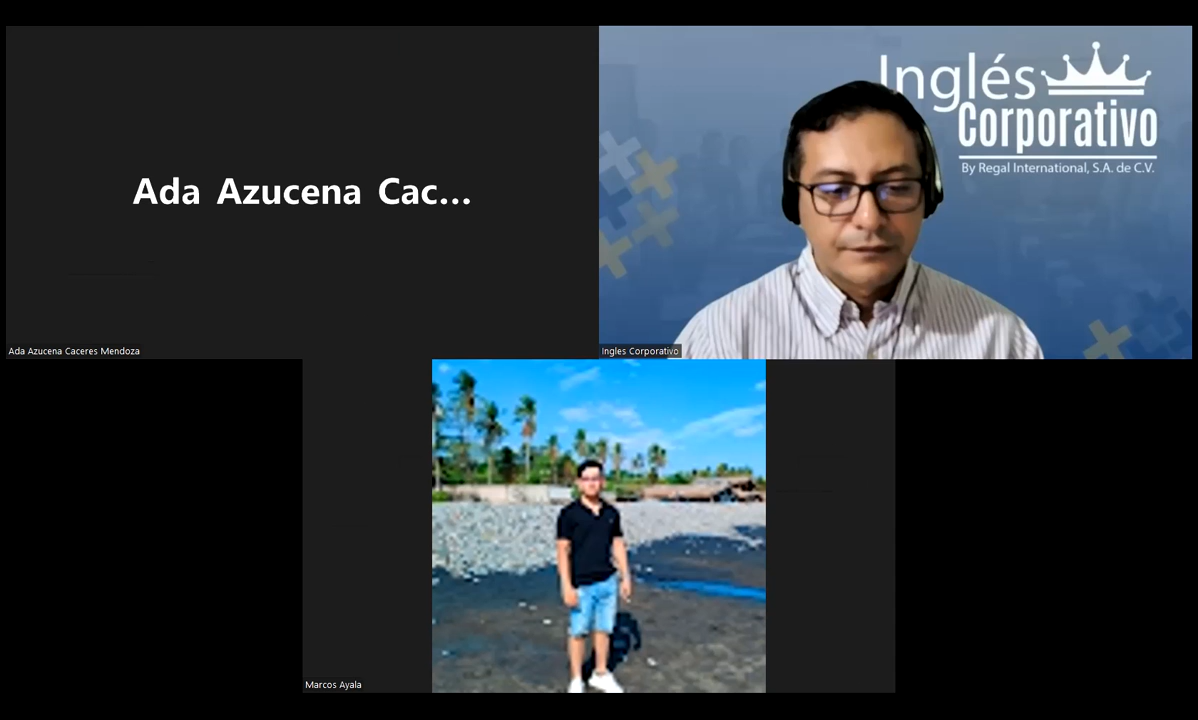 Ada Azucena Cac...
Ada Azucena Caceres Mendoza
Inglés
Corporativo
By Regal International, S.A. de C.V.
Ingles Corporativo
Marcos Ayala